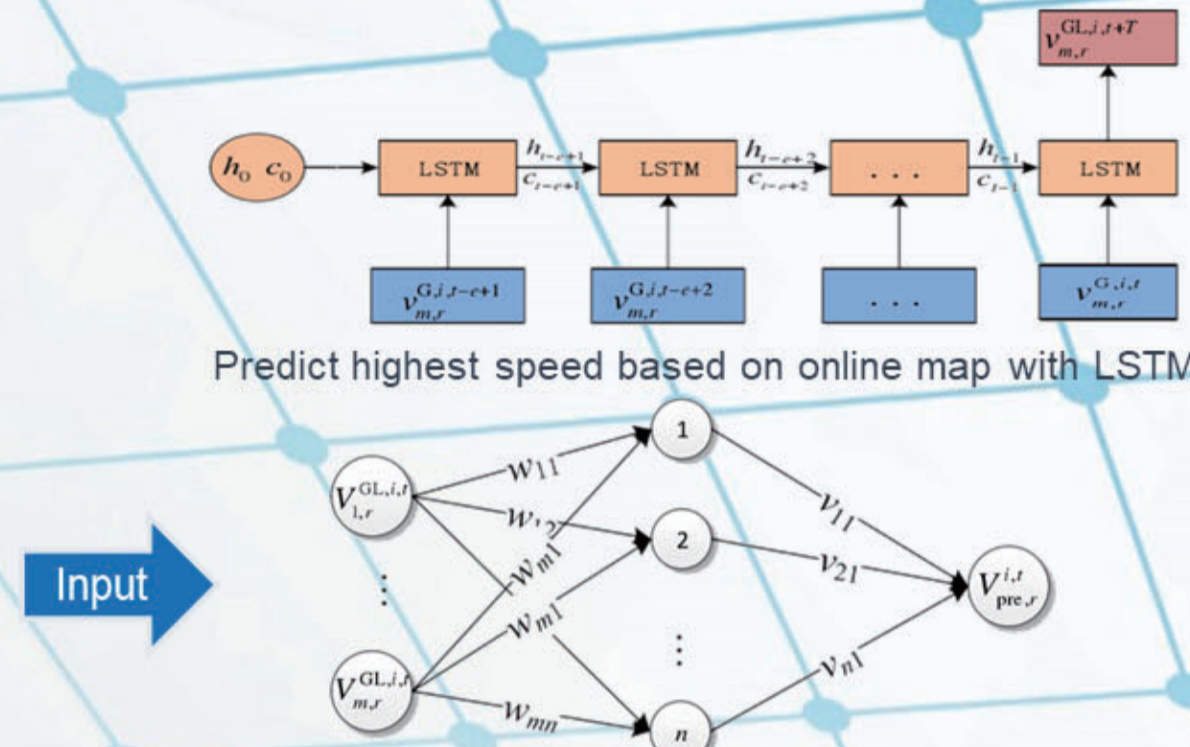 v_{m,r}^{GL,i,t+T}
h_0 c_0
LSTM
h_{t-e+1}
c_{t-e+1}
LSTM
h_{t-e+2}
c_{t-e+2}
. . .
h_{t-1}
c_{t-1}
LSTM
v_{m,r}^{G,i,t-e+1}
v_{m,r}^{G,i,t-e+2}
. . .
v_{m,r}^{G,i,t}
Predict highest speed based on online map with LSTM
Input
V_{1,r}^{GL,i,t}
⋮
V_{m,r}^{GL,i,t}
w_{11}
w_{m1}
w_{m1}
w_{mn}
1
2
⋮
n
v_{11}
v_{21}
v_{n1}
V_{pre,r}^{i,t}